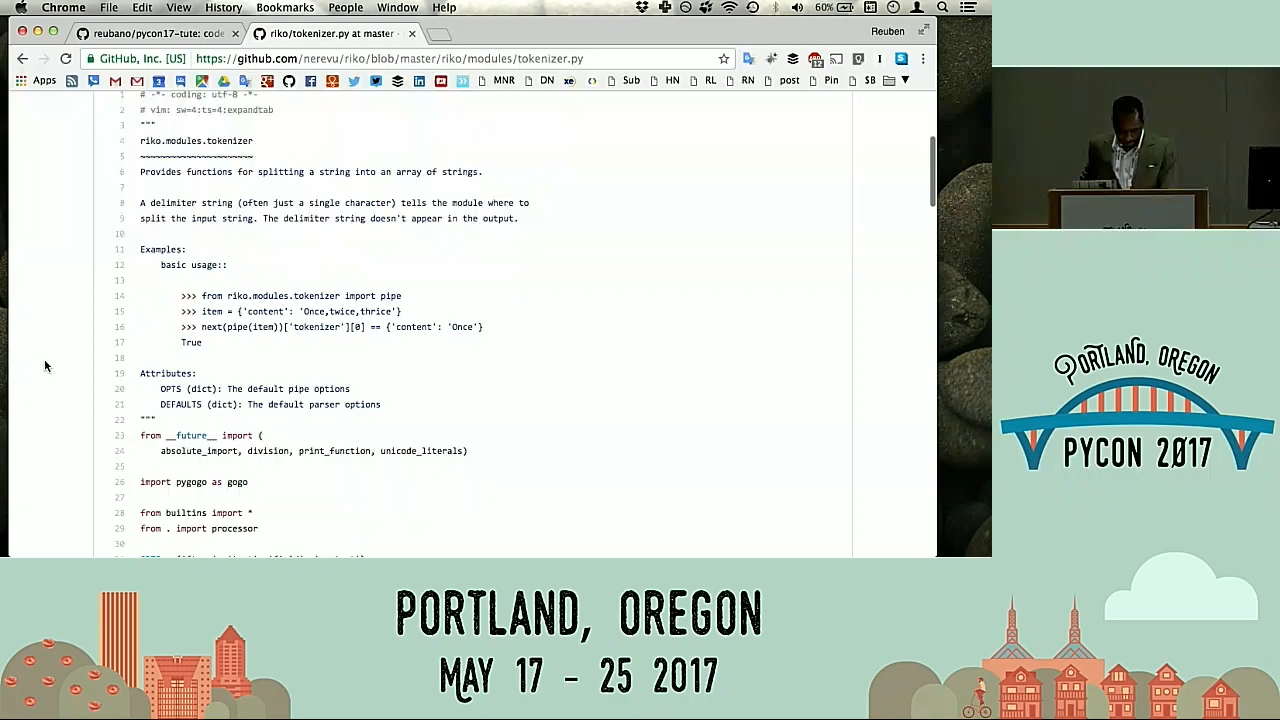 Chrome File Edit View History Bookmarks People Window Help 60%
reubano/pycon17-tute: code riko/tokenizer.py at master · Reuben
GitHub, Inc. [US] https://github.com/nerevu/riko/blob/master/riko/modules/tokenizer.py
Apps MNR DN xe Sub HN RL RN post Pin $B
1 # -*- coding: utf-8 -*-
2 # vim: sw=4:ts=4:expandtab
3 """
4 riko.modules.tokenizer
5 ~~~~~~~~~~~~~~~~~~~~~~
6 Provides functions for splitting a string into an array of strings.
7
8 A delimiter string (often just a single character) tells the module where to
9 split the input string. The delimiter string doesn't appear in the output.
10
11 Examples:
12 basic usage::
13
14 >>> from riko.modules.tokenizer import pipe
15 >>> item = {'content': 'Once,twice,thrice'}
16 >>> next(pipe(item))['tokenizer'][0] == {'content': 'Once'}
17 True
18
19 Attributes:
20 OPTS (dict): The default pipe options
21 DEFAULTS (dict): The default parser options
22 """
23 from __future__ import (
24 absolute_import, division, print_function, unicode_literals)
25
26 import pygogo as gogo
27
28 from builtins import *
29 from . import processor
30
PORTLAND, OREGON
PYCON 2017
PORTLAND, OREGON
MAY 17 - 25 2017